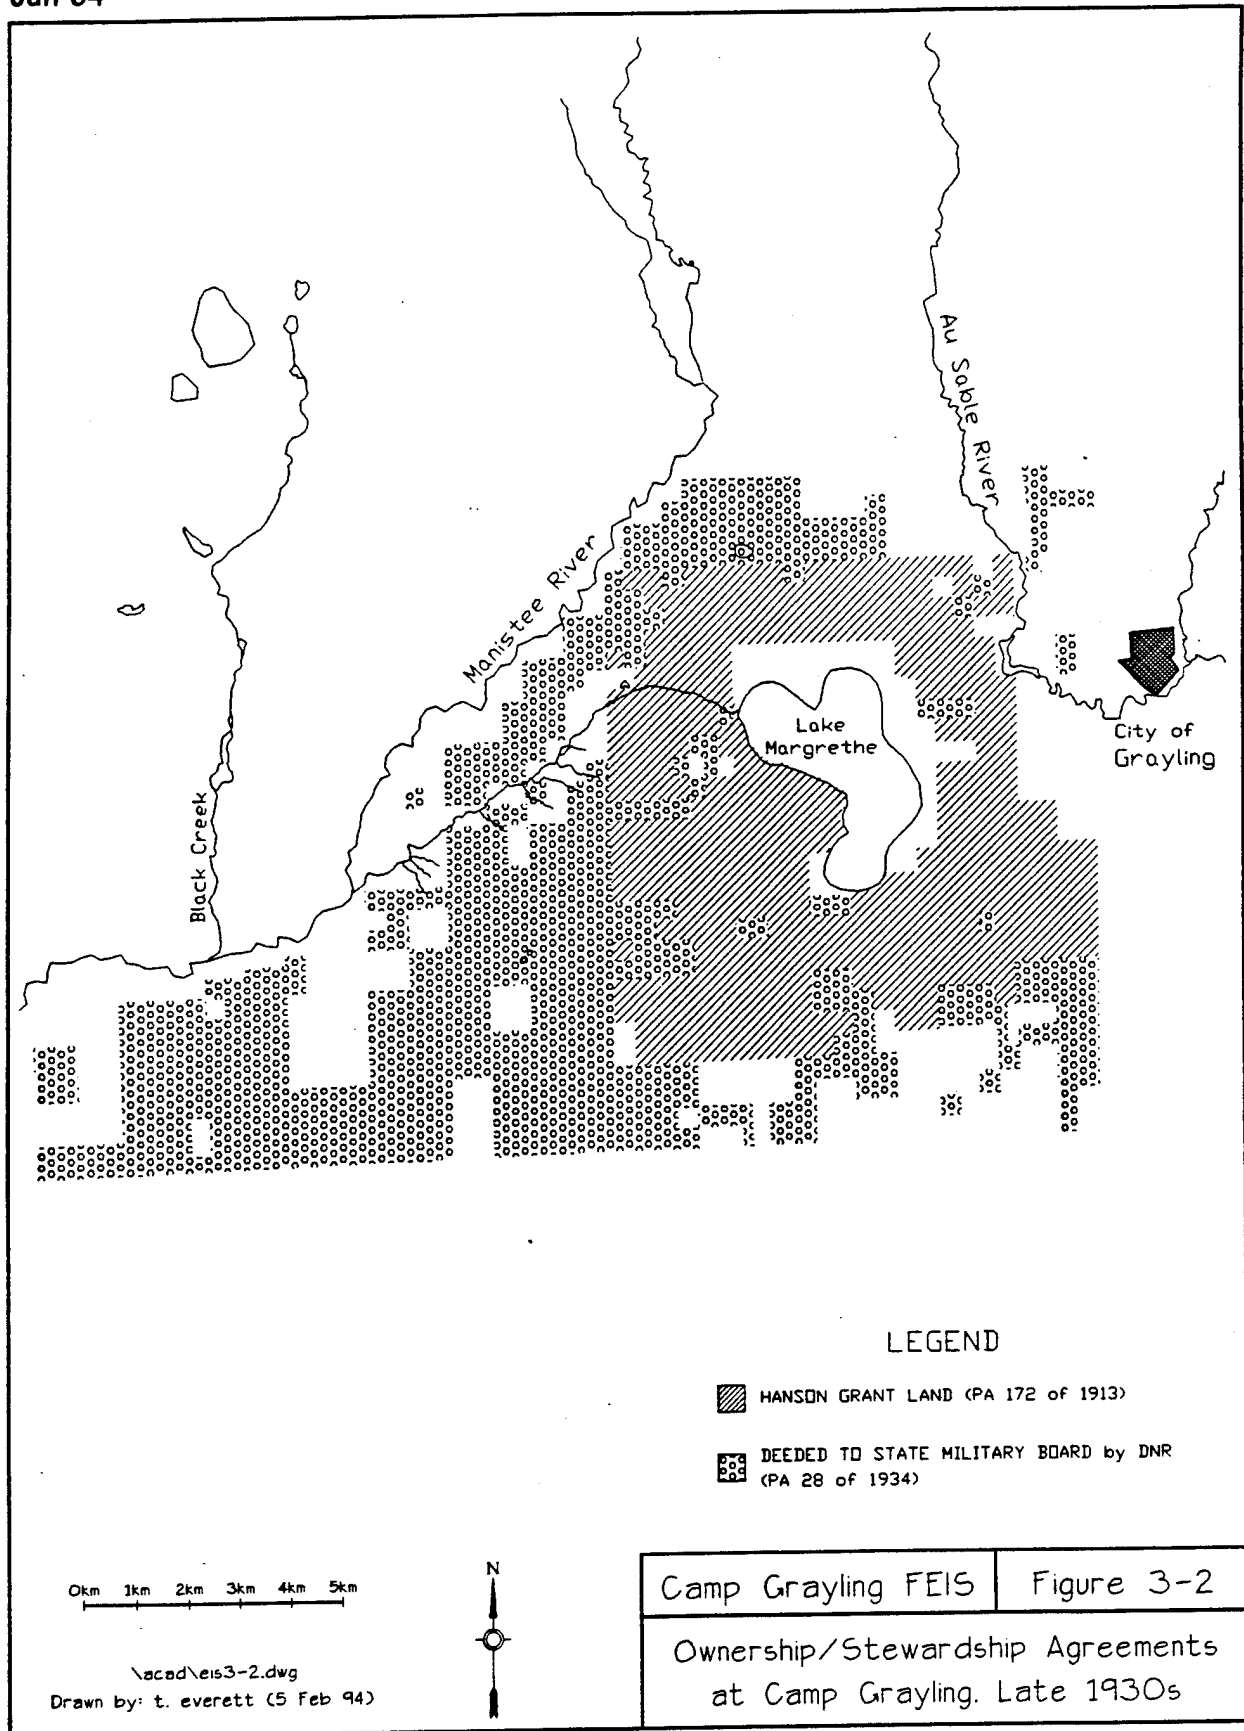 Au Sable River
Manistee River
Lake
Margrethe
City of
Grayling
Black Creek
LEGEND
HANSON GRANT LAND (PA 172 of 1913)
DEEDED TO STATE MILITARY BOARD by DNR
(PA 28 of 1934)
0km 1km 2km 3km 4km 5km
N
\acad\eis3-2.dwg
Drawn by: t. everett (5 Feb 94)
Camp Grayling FEIS
Figure 3-2
Ownership/Stewardship Agreements
at Camp Grayling. Late 1930s